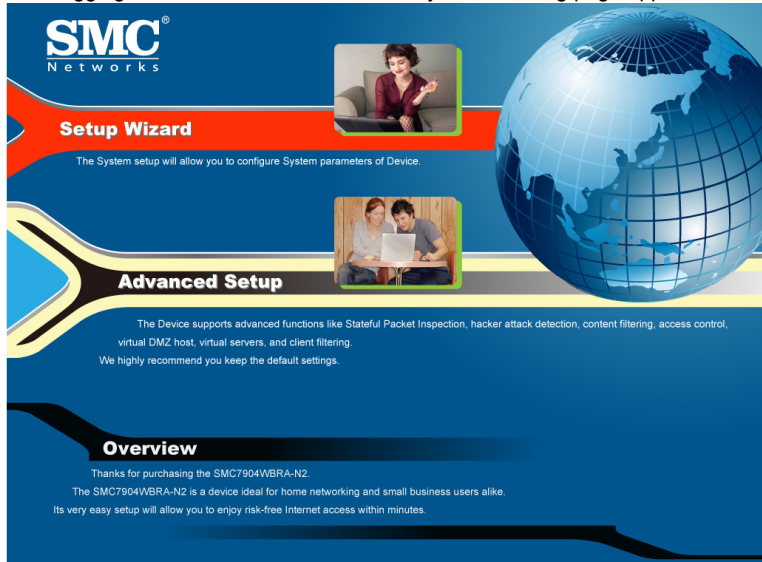 SMC®
Networks
Setup Wizard
The System setup will allow you to configure System parameters of Device.
Advanced Setup
The Device supports advanced functions like Stateful Packet Inspection, hacker attack detection, content filtering, access control,
virtual DMZ host, virtual servers, and client filtering.
We highly recommend you keep the default settings.
Overview
Thanks for purchasing the SMC7904WBRA-N2.
The SMC7904WBRA-N2 is a device ideal for home networking and small business users alike.
Its very easy setup will allow you to enjoy risk-free Internet access within minutes.